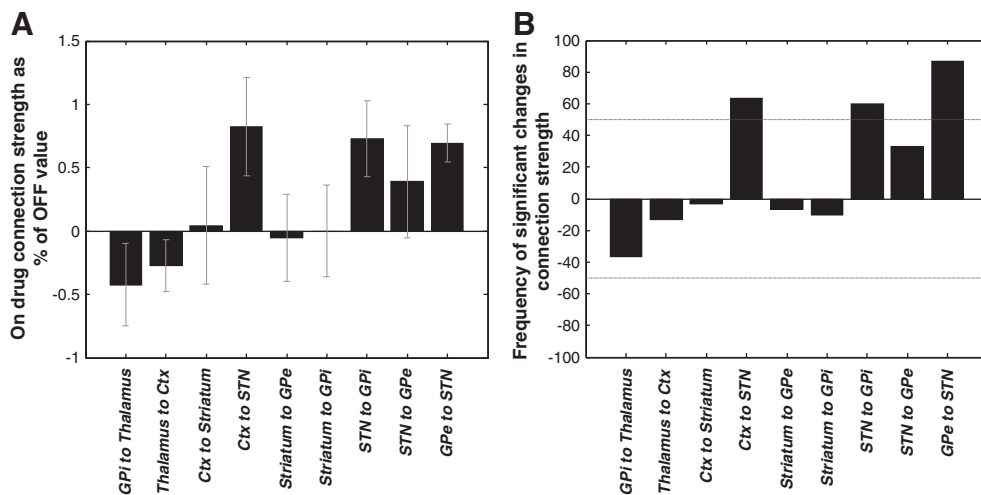 A
On drug connection strength as
% of OFF value
1.5
1
0.5
0
-0.5
-1
GPi to Thalamus
Thalamus to Ctx
Ctx to Striatum
Ctx to STN
Striatum to GPe
Striatum to GPi
STN to GPi
STN to GPe
GPe to STN
B
Frequency of significant changes in
connection strength
100
80
60
40
20
0
-20
-40
-60
-80
-100
GPi to Thalamus
Thalamus to Ctx
Ctx to Striatum
Ctx to STN
Striatum to GPe
Striatum to GPi
STN to GPi
STN to GPe
GPe to STN